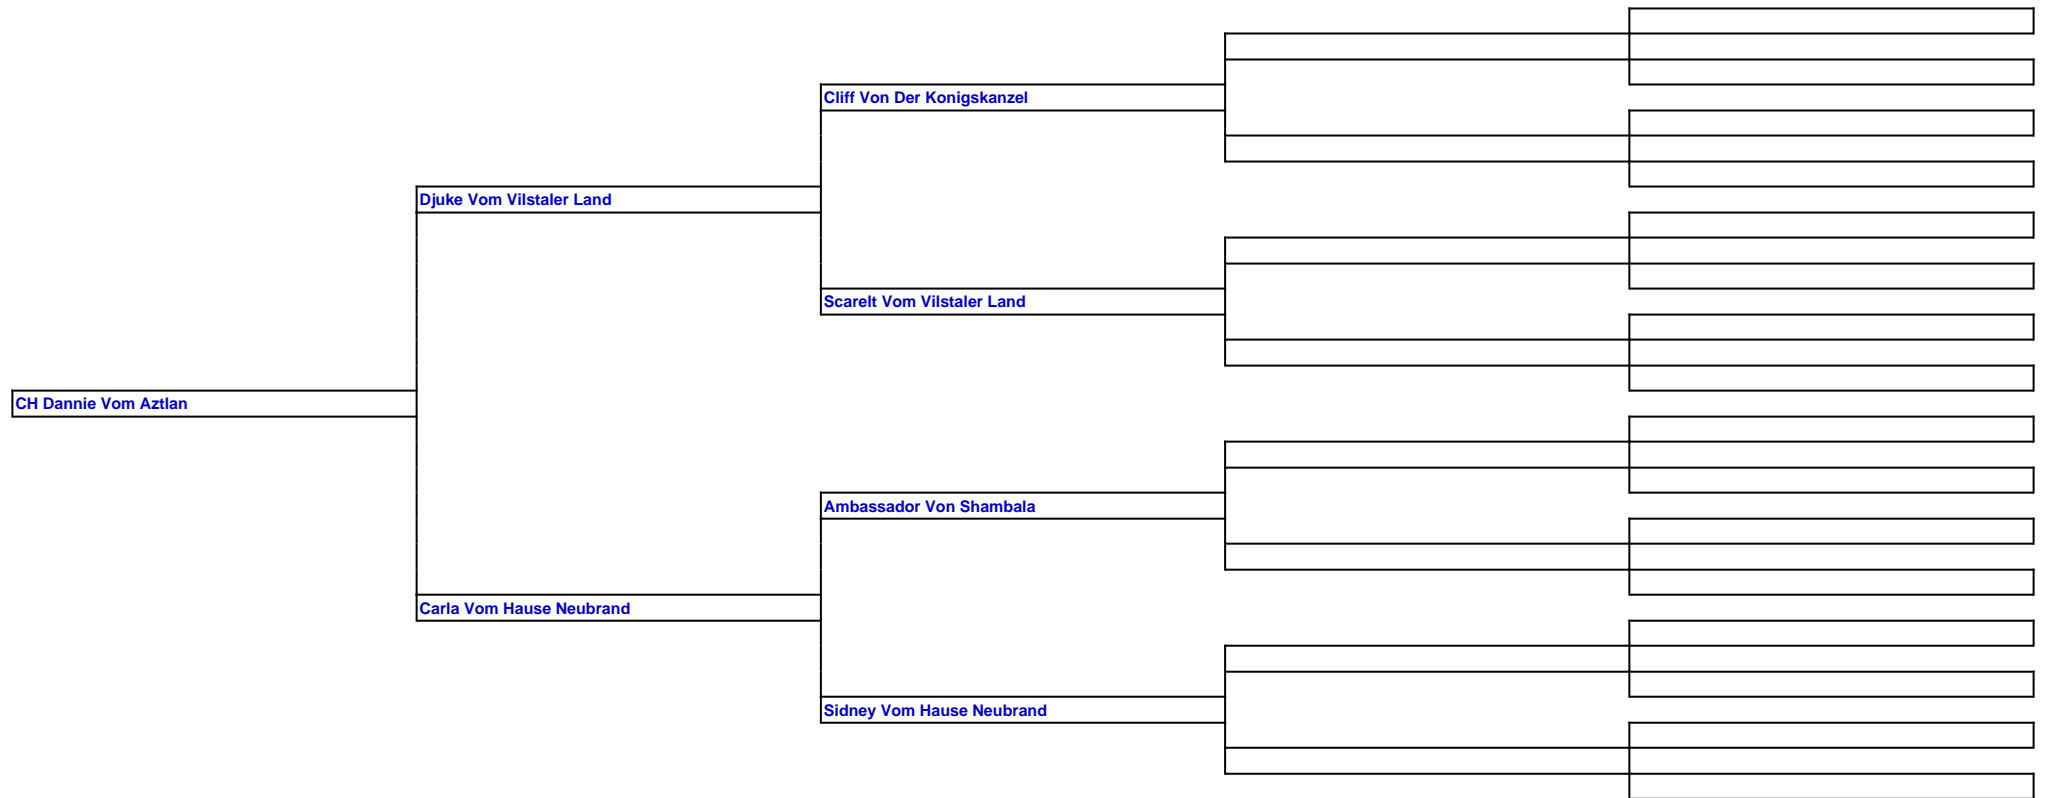 Cliff Von Der Konigskanzel
Djuke Vom Vilstaler Land
Scarelt Vom Vilstaler Land
CH Dannie Vom Aztlan
Ambassador Von Shambala
Carla Vom Hause Neubrand
Sidney Vom Hause Neubrand